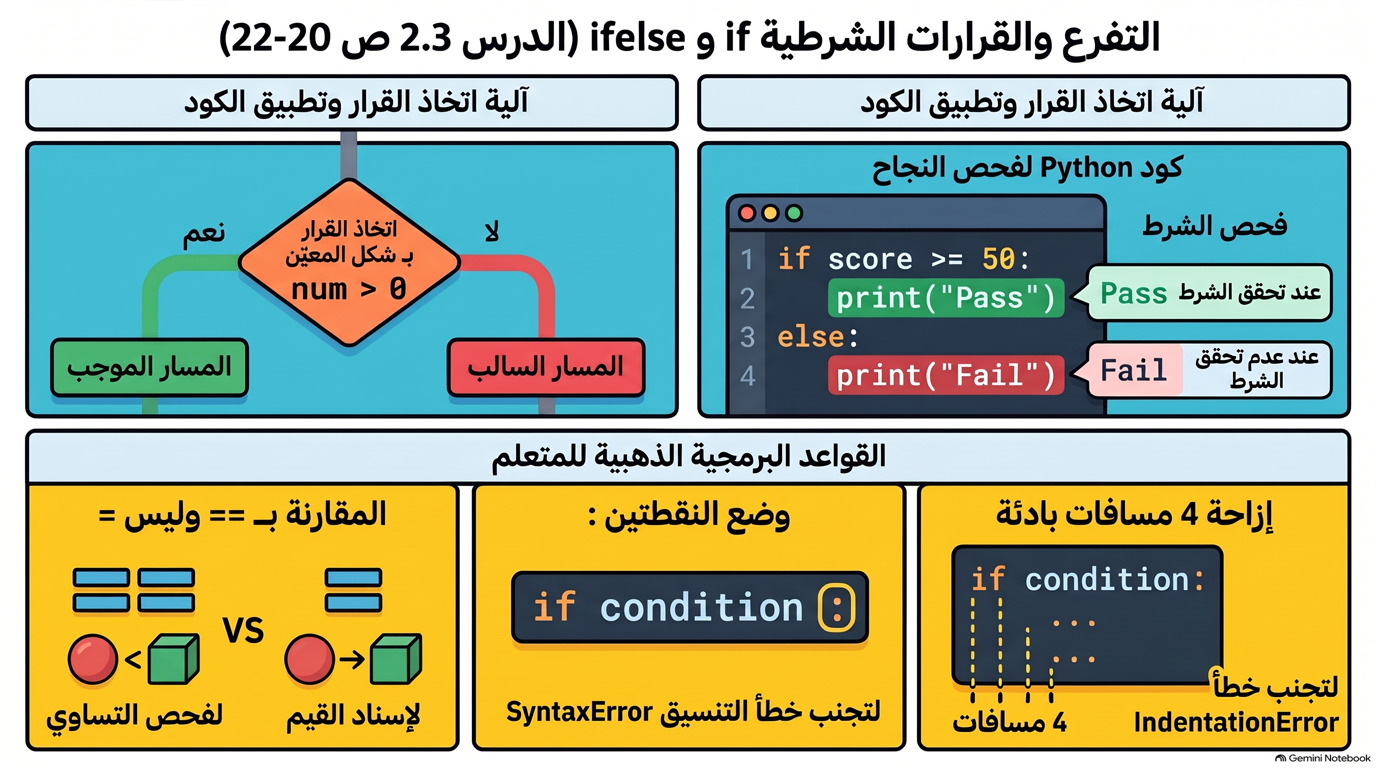 التفرع والقرارات الشرطية if و ifelse (الدرس 2.3 ص 20-22)
آلية اتخاذ القرار وتطبيق الكود
كود Python لفحص النجاح
فحص الشرط
1 if score >= 50:
2 print("Pass")
3 else:
4 print("Fail")
عند تحقق الشرط Pass
عند عدم تحقق
الشرط
Fail
آلية اتخاذ القرار وتطبيق الكود
اتخاذ القرار
بـ شكل المعيّن
num > 0
نعم
لا
المسار الموجب
المسار السالب
القواعد البرمجية الذهبية للمتعلم
إزاحة 4 مسافات بادئة
if condition:
...
...
4 مسافات
لتجنب خطأ
IndentationError
وضع النقطتين :
if condition :
لتجنب خطأ التنسيق SyntaxError
المقارنة بـ == وليس =
==
=
VS
<
→
لفحص التساوي
لإسناد القيم
Gemini Notebook